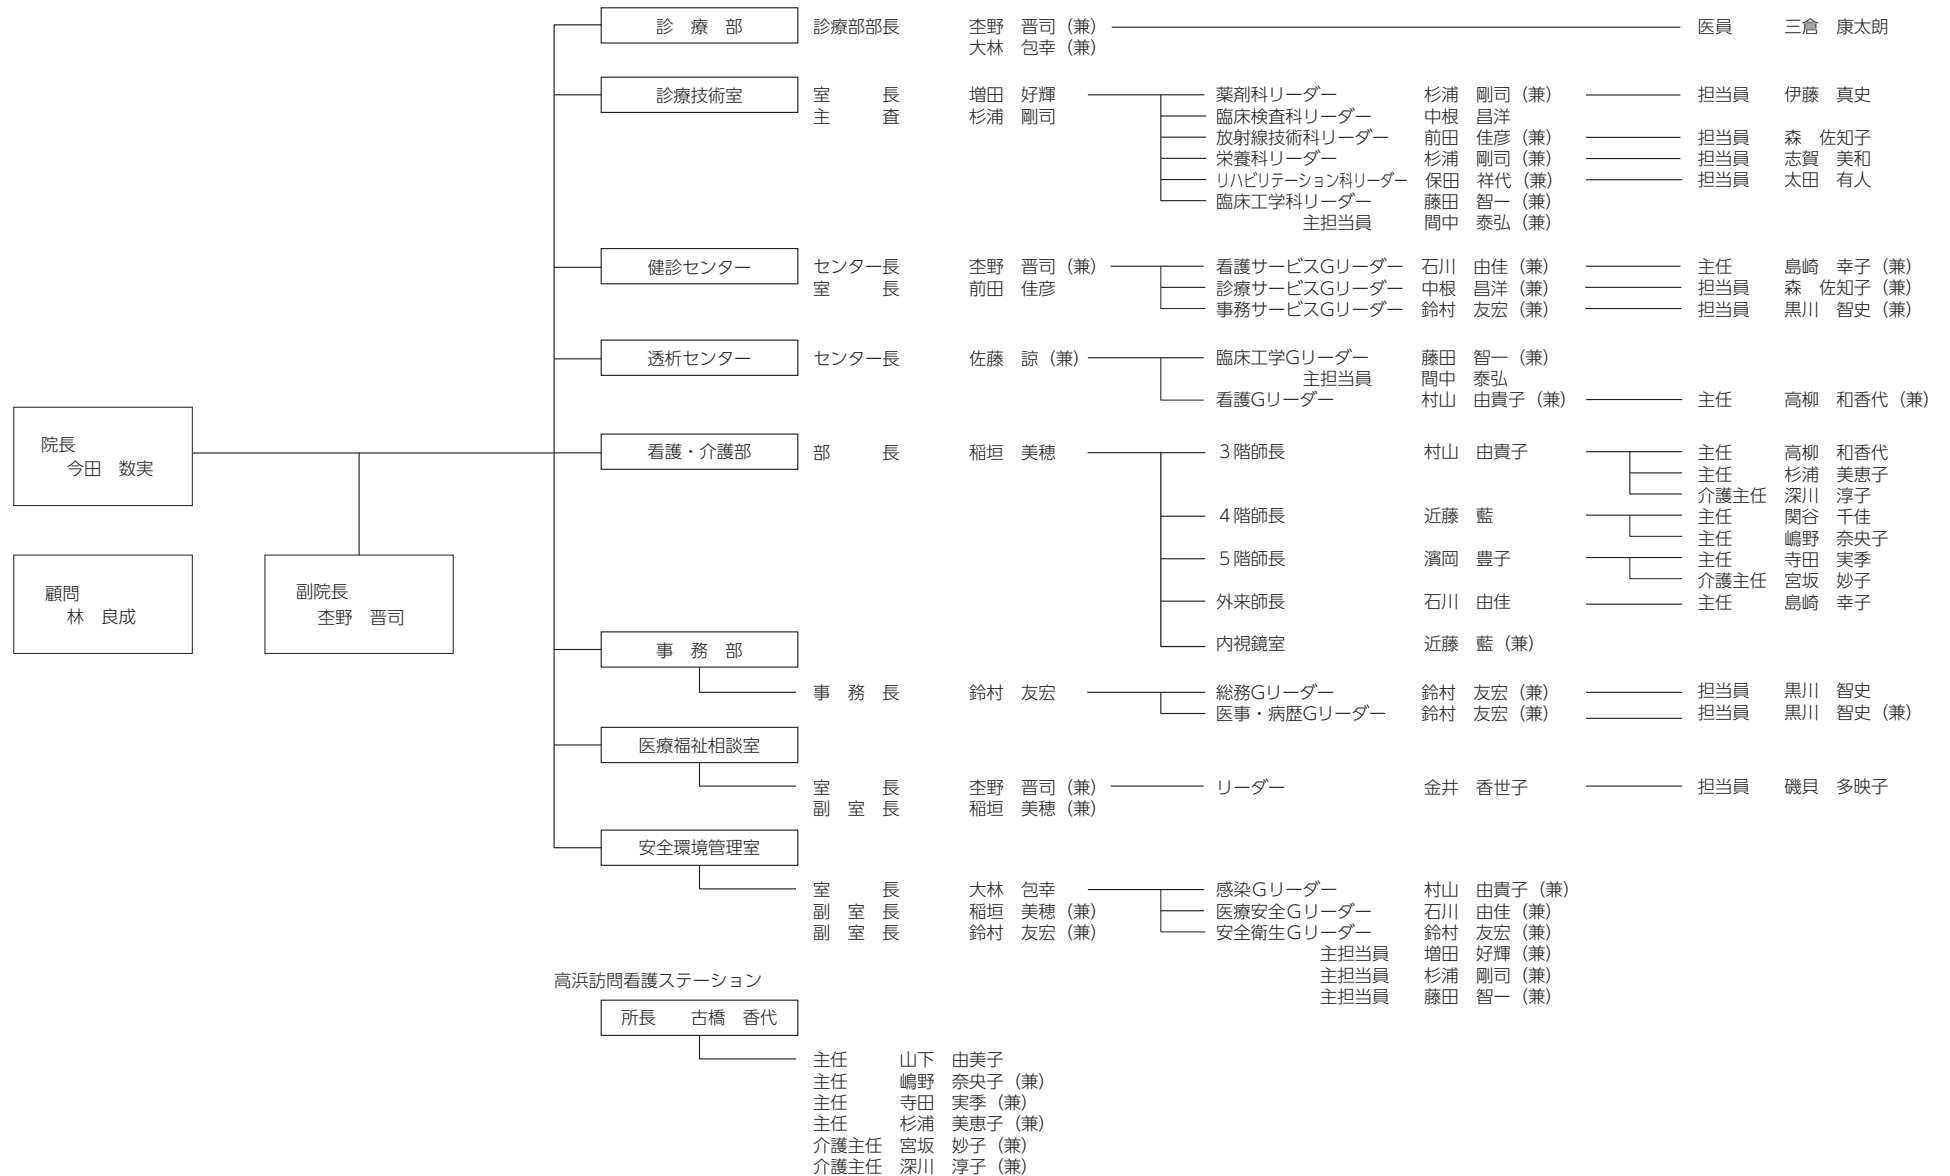 診 療 部 診療部部長 杢野 晋司（兼） 医員 三倉 康太朗
大林 包幸（兼）
診療技術室 室 長 増田 好輝 薬剤科リーダー 杉浦 剛司（兼） 担当員 伊藤 真史
主 査 杉浦 剛司 臨床検査科リーダー 中根 昌洋
放射線技術科リーダー 前田 佳彦（兼） 担当員 森 佐知子
栄養科リーダー 杉浦 剛司（兼） 担当員 志賀 美和
リハビリテーション科リーダー 保田 祥代（兼） 担当員 太田 有人
臨床工学科リーダー 藤田 智一（兼）
主担当員 間中 泰弘（兼）
健診センター センター長 杢野 晋司（兼） 看護サービスGリーダー 石川 由佳（兼） 主任 島崎 幸子（兼）
室 長 前田 佳彦 診療サービスGリーダー 中根 昌洋（兼） 担当員 森 佐知子（兼）
事務サービスGリーダー 鈴村 友宏（兼） 担当員 黒川 智史（兼）
透析センター センター長 佐藤 諒（兼） 臨床工学Gリーダー 藤田 智一（兼）
主担当員 間中 泰弘
看護Gリーダー 村山 由貴子（兼） 主任 高柳 和香代（兼）
院長
今田 数実
看護・介護部 部 長 稲垣 美穂 ３階師長 村山 由貴子 主任 高柳 和香代
主任 杉浦 美恵子
介護主任 深川 淳子
４階師長 近藤 藍 主任 関谷 千佳
主任 嶋野 奈央子
５階師長 濱岡 豊子 主任 寺田 実季
介護主任 宮坂 妙子
顧問
林 良成
副院長
杢野 晋司
外来師長 石川 由佳 主任 島崎 幸子
内視鏡室 近藤 藍（兼）
事 務 部
事 務 長 鈴村 友宏 総務Gリーダー 鈴村 友宏（兼） 担当員 黒川 智史
医事・病歴Gリーダー 鈴村 友宏（兼） 担当員 黒川 智史（兼）
医療福祉相談室
室 長 杢野 晋司（兼） リーダー 金井 香世子 担当員 磯貝 多映子
副 室 長 稲垣 美穂（兼）
安全環境管理室
室 長 大林 包幸 感染Gリーダー 村山 由貴子（兼）
副 室 長 稲垣 美穂（兼） 医療安全Gリーダー 石川 由佳（兼）
副 室 長 鈴村 友宏（兼） 安全衛生Gリーダー 鈴村 友宏（兼）
主担当員 増田 好輝（兼）
主担当員 杉浦 剛司（兼）
主担当員 藤田 智一（兼）
高浜訪問看護ステーション
所長 古橋 香代
主任 山下 由美子
主任 嶋野 奈央子（兼）
主任 寺田 実季（兼）
主任 杉浦 美恵子（兼）
介護主任 宮坂 妙子（兼）
介護主任 深川 淳子（兼）